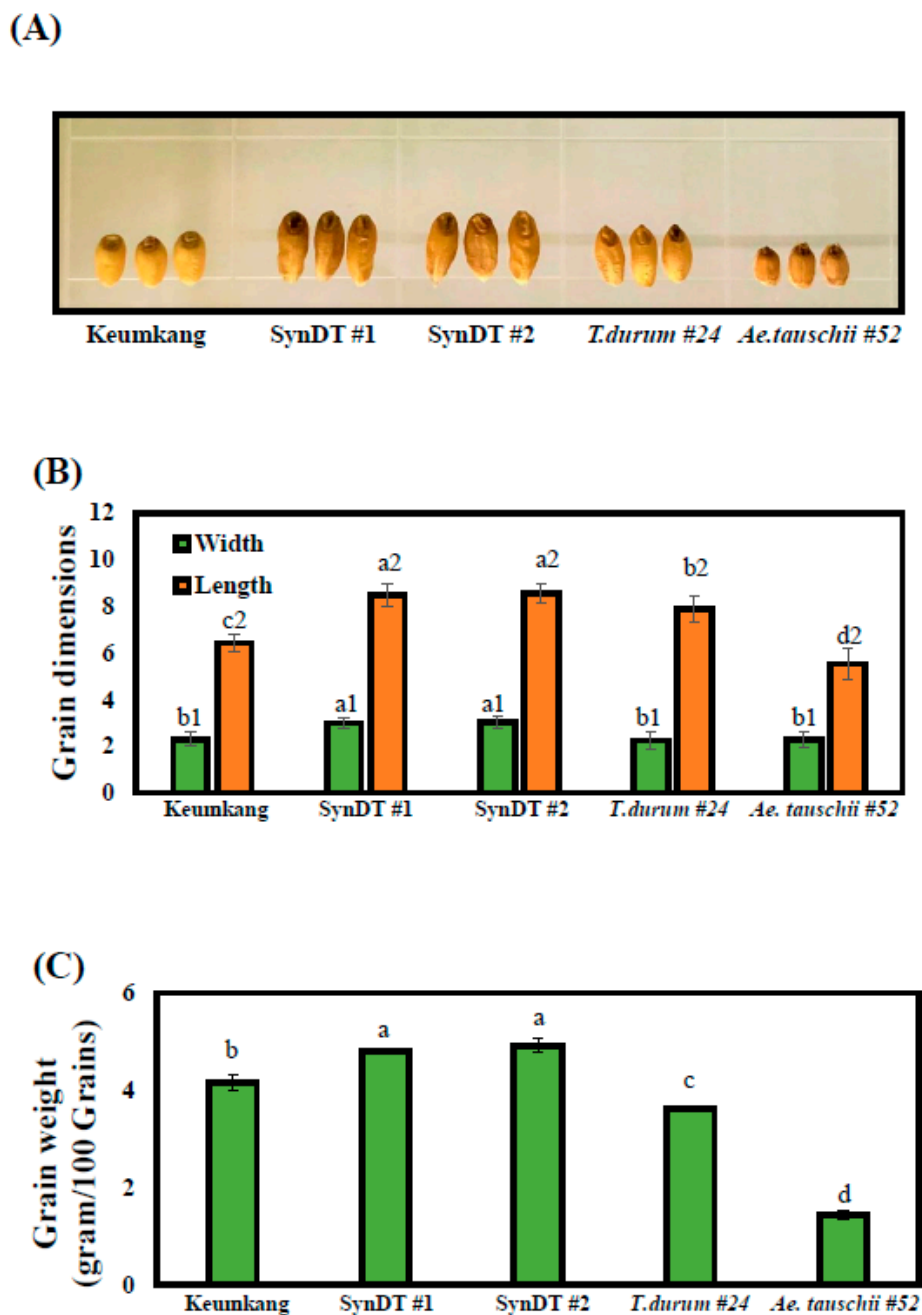 (A)
Keumkang SynDT #1 SynDT #2 T.durum #24 Ae.tauschii #52
(B)
Grain dimensions
12
10
8
6
4
2
0
Width
Length
b1 c2 a1 a2 a1 a2 b1 b2 b1 d2
Keumkang SynDT #1 SynDT #2 T.durum #24 Ae. tauschii #52
(C)
Grain weight
(gram/100 Grains)
6
4
2
0
b a a c d
Keumkang SynDT #1 SynDT #2 T.durum #24 Ae. tauschii #52